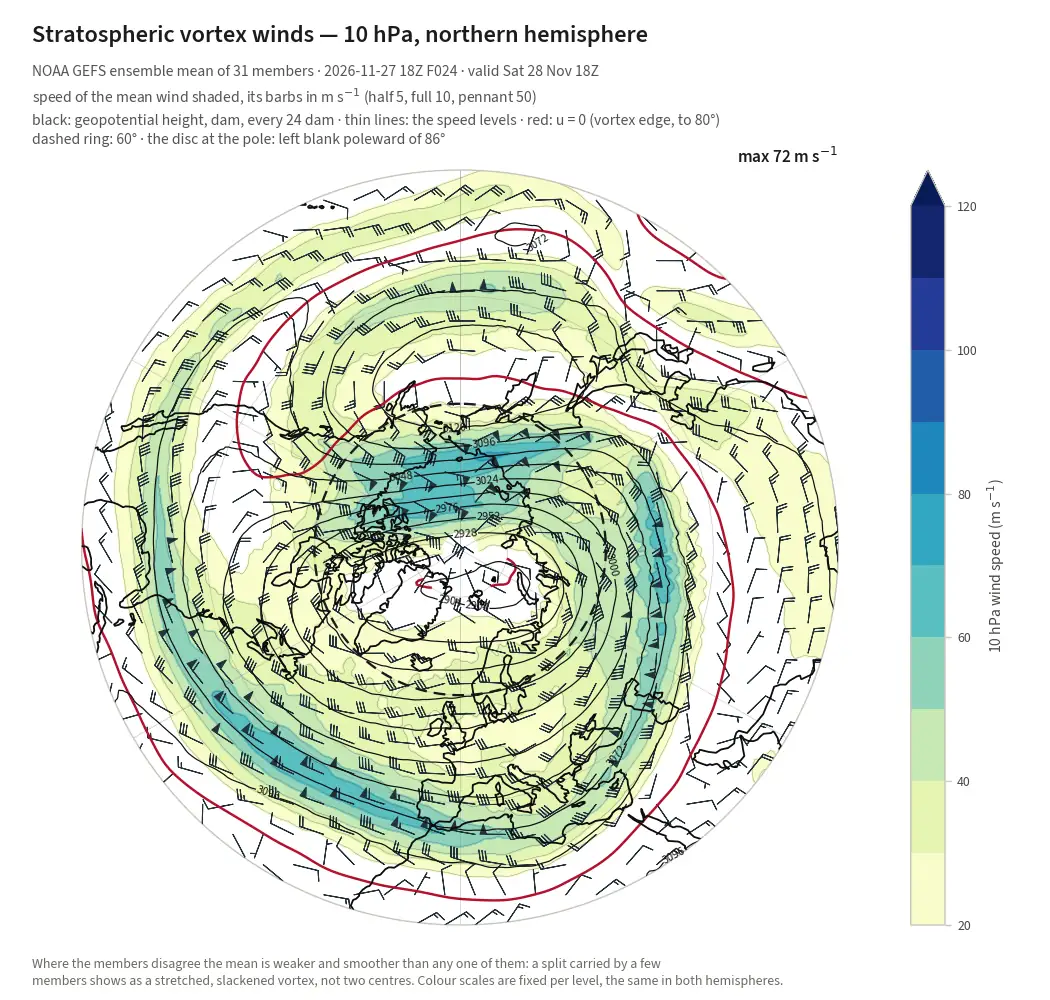 Stratospheric vortex winds — 10 hPa, northern hemisphere
NOAA GEFS ensemble mean of 31 members · 2026-11-27 18Z F024 · valid Sat 28 Nov 18Z
speed of the mean wind shaded, its barbs in m s⁻¹ (half 5, full 10, pennant 50)
black: geopotential height, dam, every 24 dam · thin lines: the speed levels · red: u = 0 (vortex edge, to 80°)
dashed ring: 60° · the disc at the pole: left blank poleward of 86°
max 72 m s⁻¹
120
100
80
60
40
20
10 hPa wind speed (m s⁻¹)
3072
3096
3024
2976
2952
2928
3000
3072
3096
Where the members disagree the mean is weaker and smoother than any one of them: a split carried by a few
members shows as a stretched, slackened vortex, not two centres. Colour scales are fixed per level, the same in both hemispheres.